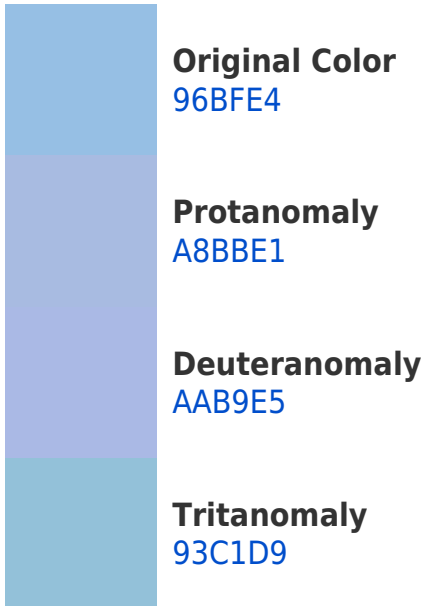 Original Color
96BFE4
Protanomaly
A8BBE1
Deuteranomaly
AAB9E5
Tritanomaly
93C1D9